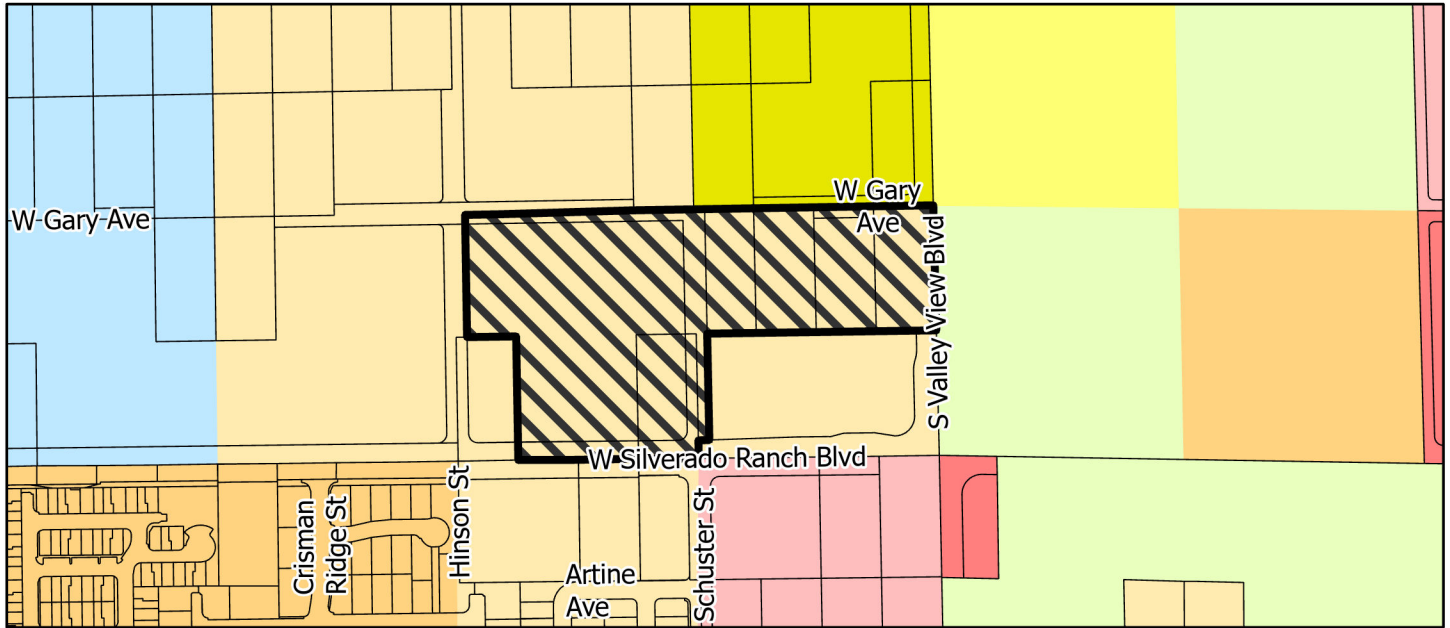 W Gary
Ave
W Gary Ave
S Valley View Blvd
W Silverado Ranch Blvd
Crisman
Ridge St
Hinson St
Schuster St
Artine
Ave